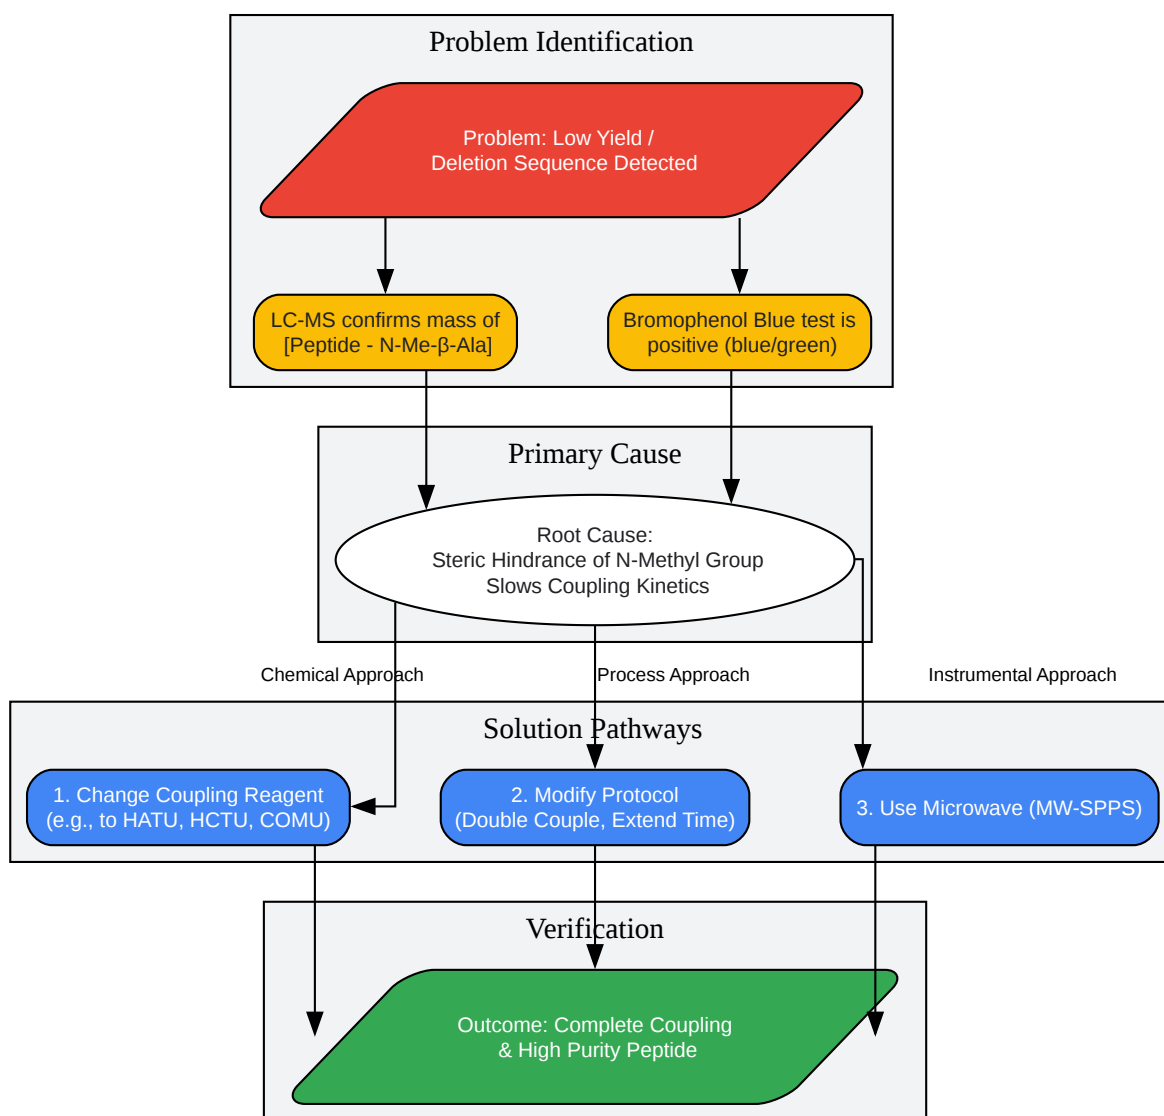 Problem Identification
Problem: Low Yield /
Deletion Sequence Detected
LC-MS confirms mass of
[Peptide - N-Me-β-Ala]
Bromophenol Blue test is
positive (blue/green)
Primary Cause
Root Cause:
Steric Hindrance of N-Methyl Group
Slows Coupling Kinetics
Chemical Approach
Process Approach
Instrumental Approach
Solution Pathways
1. Change Coupling Reagent
(e.g., to HATU, HCTU, COMU)
2. Modify Protocol
(Double Couple, Extend Time)
3. Use Microwave (MW-SPPS)
Verification
Outcome: Complete Coupling
& High Purity Peptide